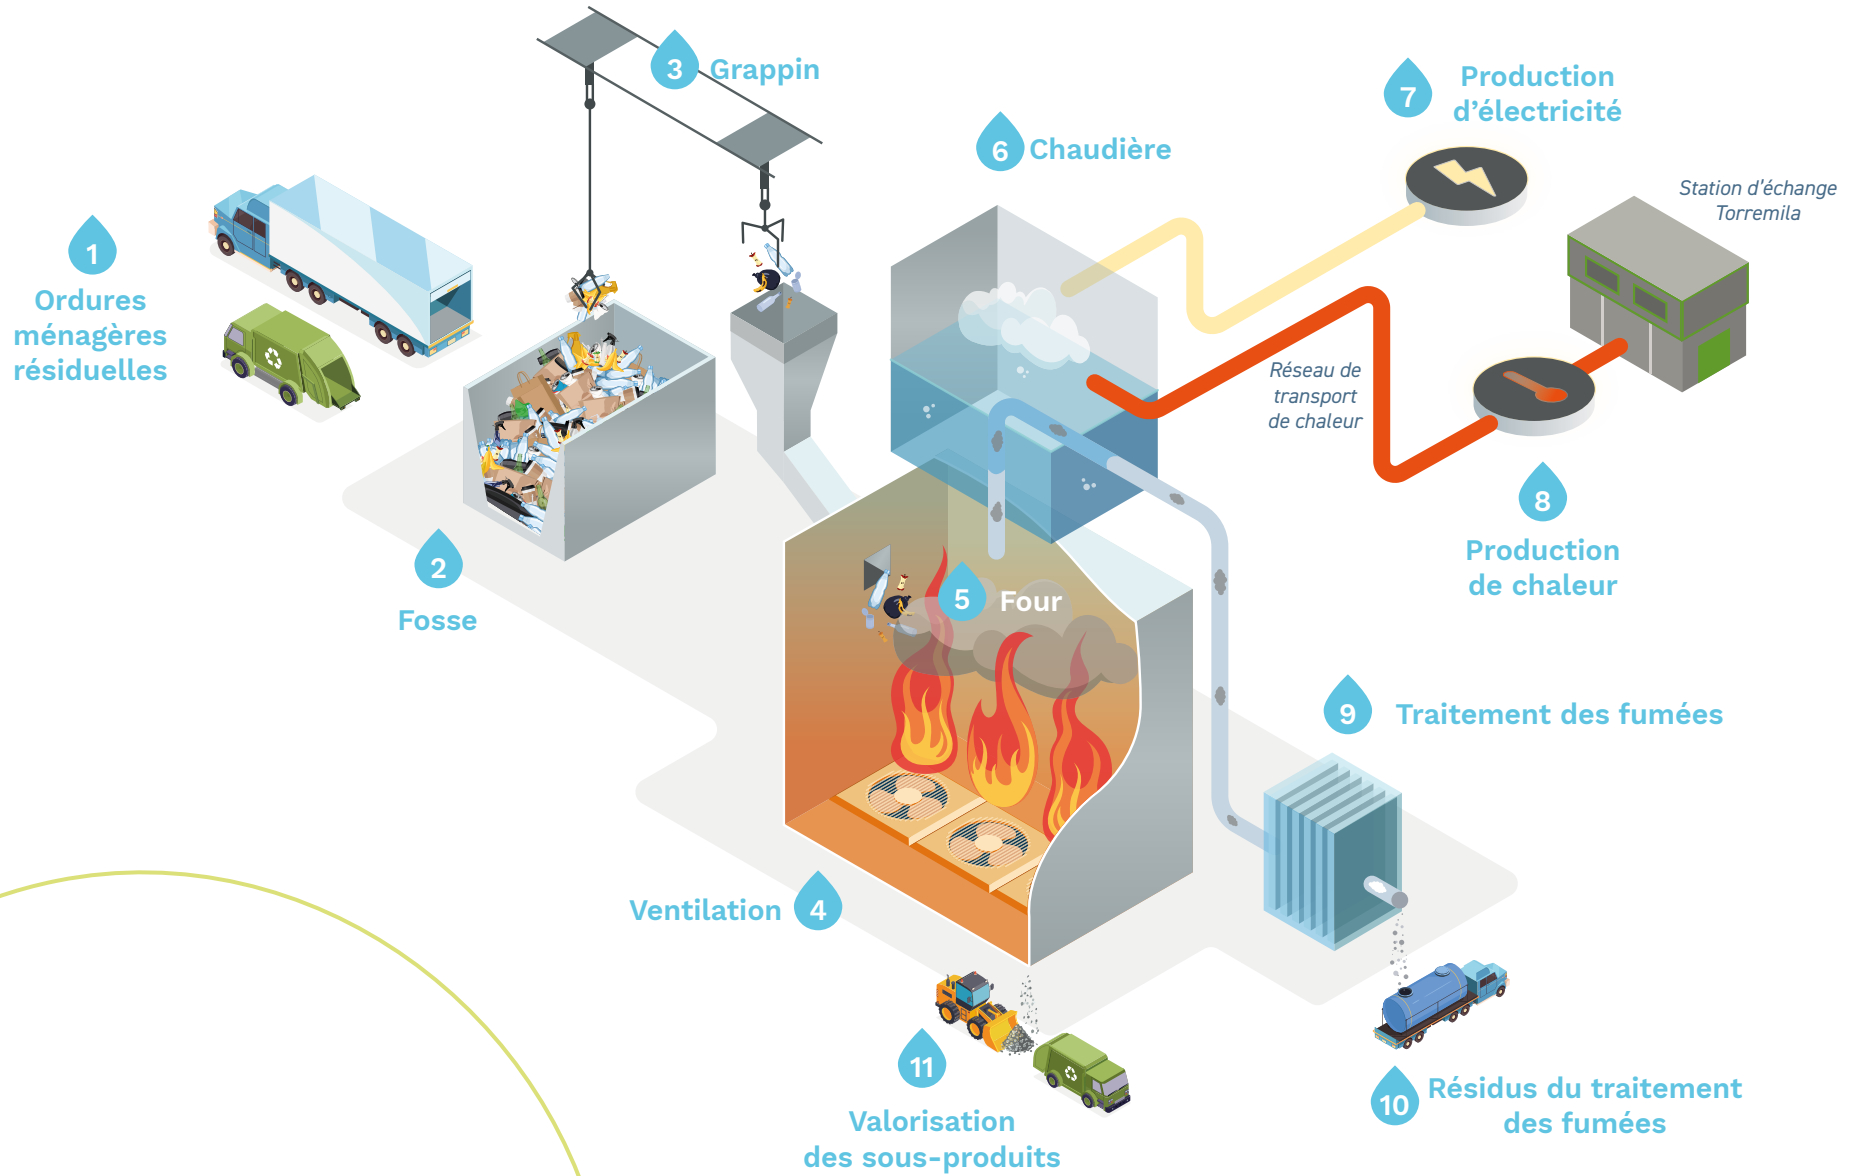 1
Ordures
ménagères
résiduelles
2
Fosse
3
Grappin
4
Ventilation
5
Four
6
Chaudière
7
Production
d’électricité
Station d'échange
Torremila
Réseau de
transport
de chaleur
8
Production
de chaleur
9
Traitement des fumées
10
Résidus du traitement
des fumées
11
Valorisation
des sous-produits